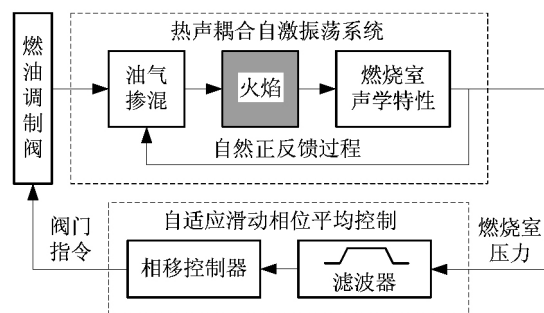 热声耦合自激振荡系统
燃
油
调
制
阀
油气
掺混
火焰
燃烧室
声学特性
自然正反馈过程
阀门
指令
自适应滑动相位平均控制
燃烧室
压力
相移控制器
滤波器